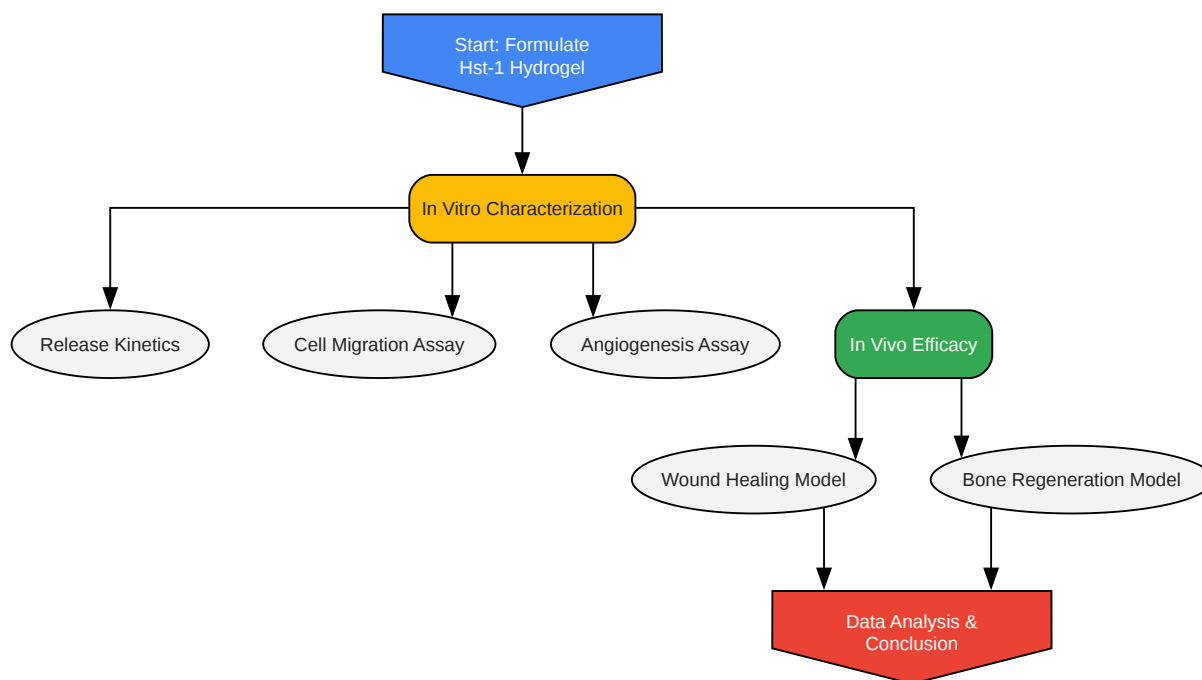 Start: Formulate
Hst-1 Hydrogel
In Vitro Characterization
Release Kinetics
Cell Migration Assay
Angiogenesis Assay
In Vivo Efficacy
Wound Healing Model
Bone Regeneration Model
Data Analysis &
Conclusion